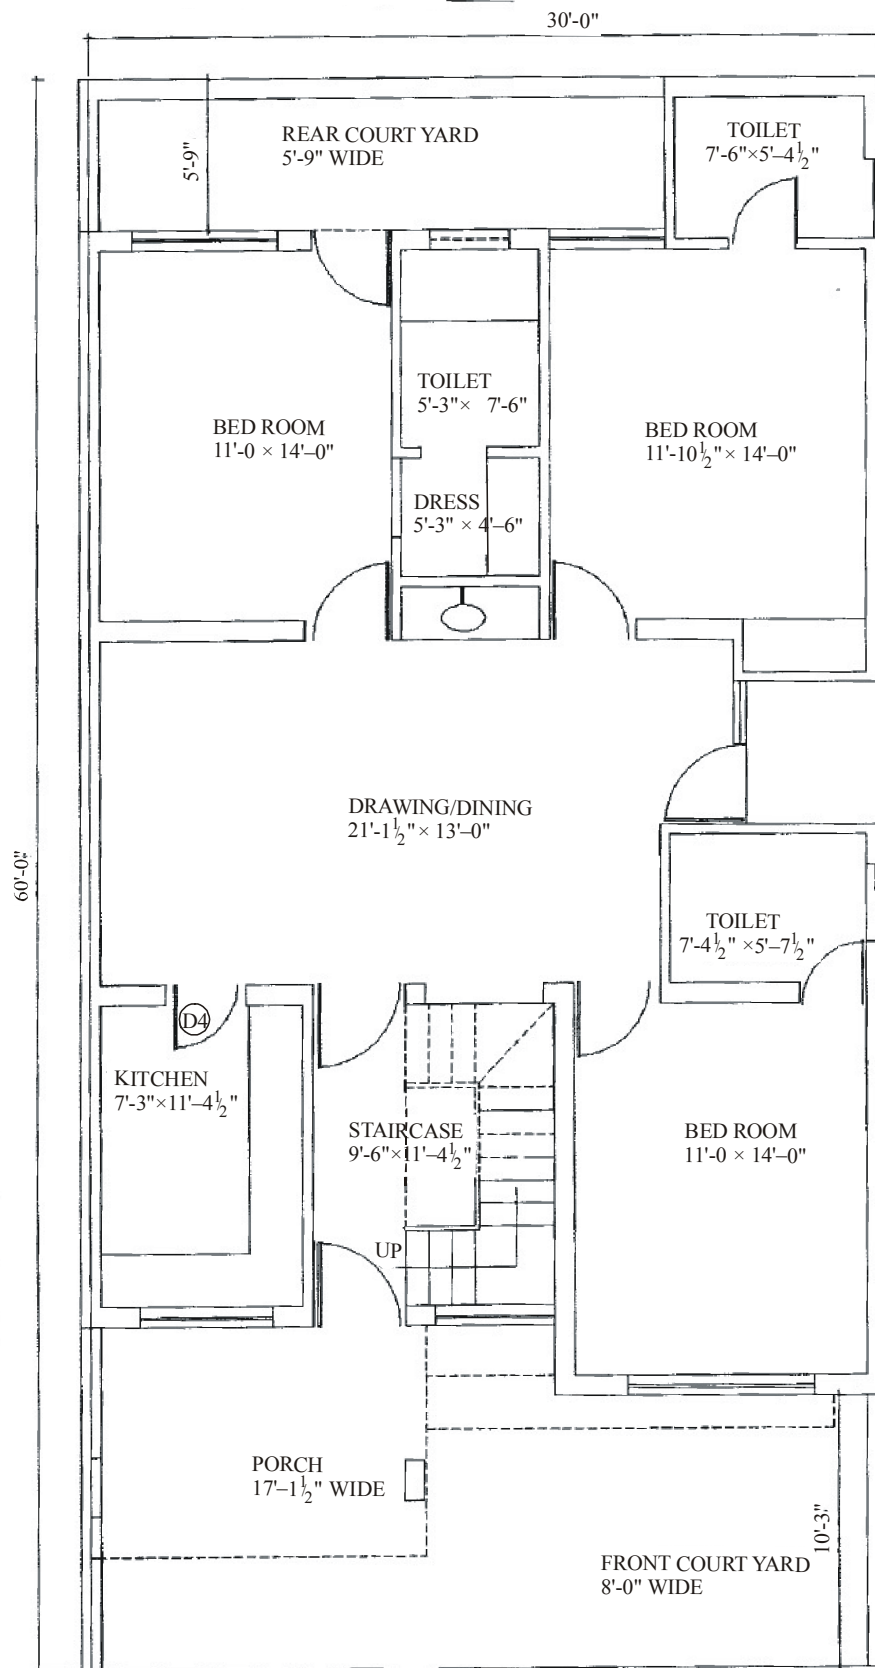 30'-0"
REAR COURT YARD
5'-9" WIDE
5'-9"
TOILET
7'-6"×5'–4½"
TOILET
5'-3"× 7'-6"
BED ROOM
11'-0 × 14'–0"
BED ROOM
11'-10½"× 14'–0"
DRESS
5'-3" × 4'–6"
DRAWING/DINING
21'-1½"× 13'–0"
60'-0"
TOILET
7'-4½" ×5'–7½"
D4
KITCHEN
7'-3"×11'–4½"
STAIRCASE
9'-6"×11'–4½"
BED ROOM
11'-0 × 14'–0"
UP
PORCH
17'–1½" WIDE
10'-3"
FRONT COURT YARD
8'-0" WIDE